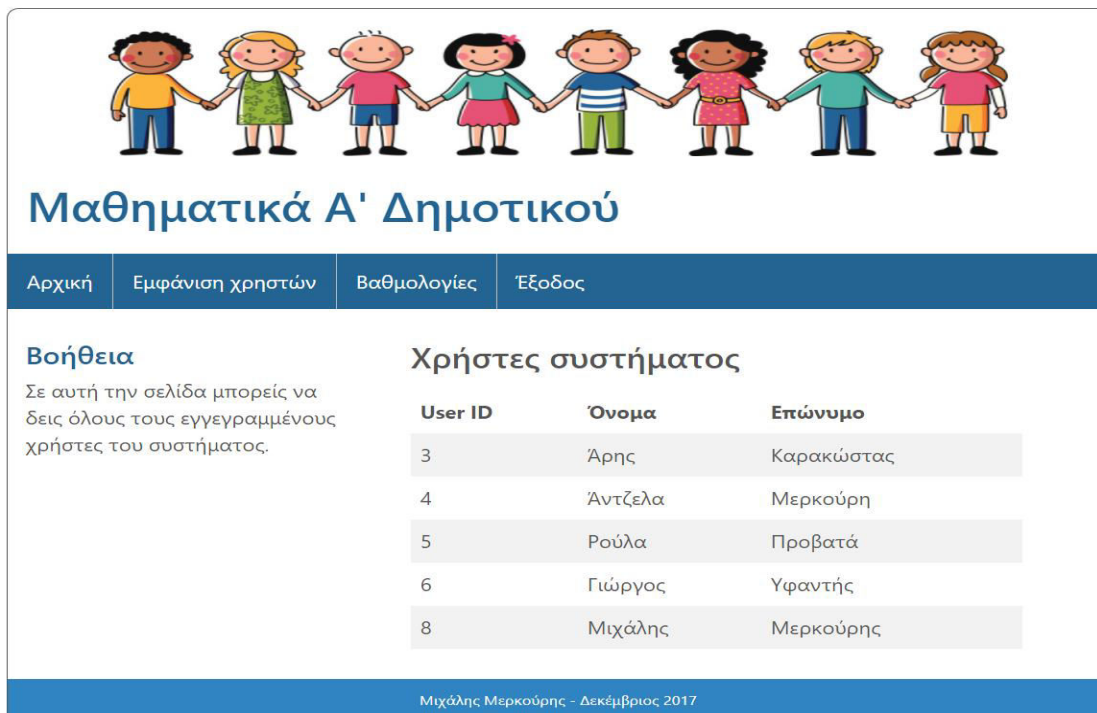 Μαθηματικά Α' Δημοτικού
Αρχική Εμφάνιση χρηστών Βαθμολογίες Έξοδος
Βοήθεια
Σε αυτή την σελίδα μπορείς να
δεις όλους τους εγγεγραμμένους
χρήστες του συστήματος.
Χρήστες συστήματος
User ID Όνομα Επώνυμο
3 Άρης Καρακώστας
4 Άντζελα Μερκούρη
5 Ρούλα Προβατά
6 Γιώργος Υφαντής
8 Μιχάλης Μερκούρης
Μιχάλης Μερκούρης - Δεκέμβριος 2017